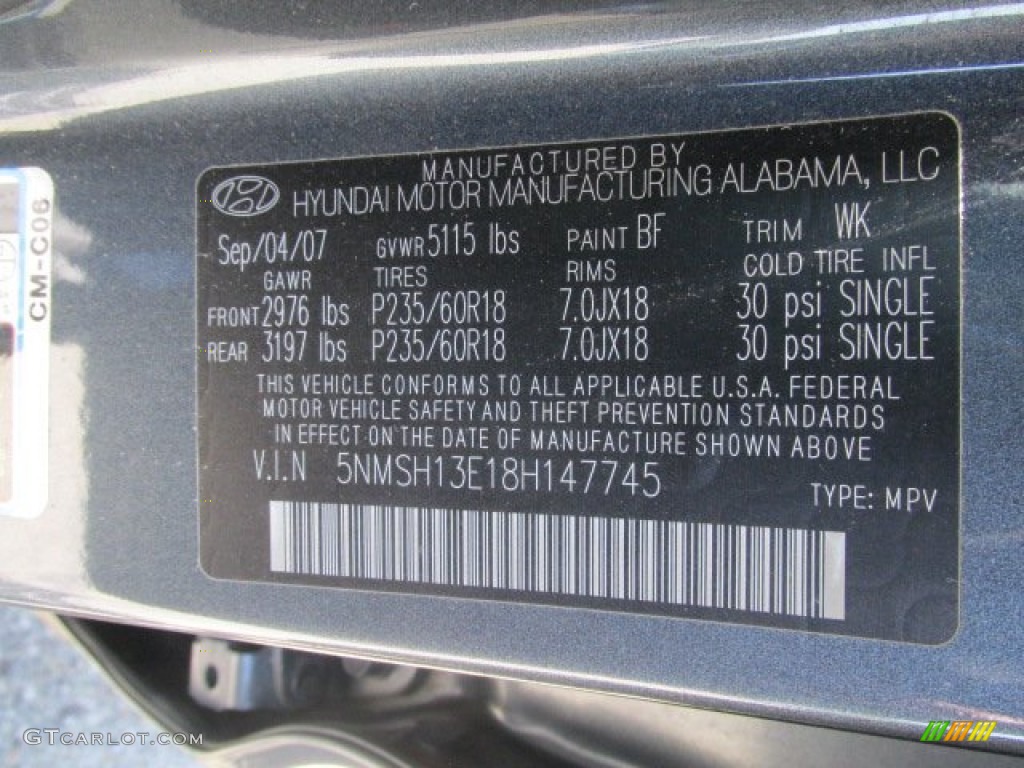 MANUFACTURED BY
HYUNDAI MOTOR MANUFACTURING ALABAMA, LLC
Sep/04/07 GVWR 5115 lbs PAINT BF TRIM WK
GAWR TIRES RIMS COLD TIRE INFL
FRONT 2976 lbs P235/60R18 7.0JX18 30 psi SINGLE
REAR 3197 lbs P235/60R18 7.0JX18 30 psi SINGLE
THIS VEHICLE CONFORMS TO ALL APPLICABLE U.S.A. FEDERAL
MOTOR VEHICLE SAFETY AND THEFT PREVENTION STANDARDS
IN EFFECT ON THE DATE OF MANUFACTURE SHOWN ABOVE
V.I.N 5NMSH13E18H147745
TYPE: MPV
CM-C06
GTCARLOT.COM